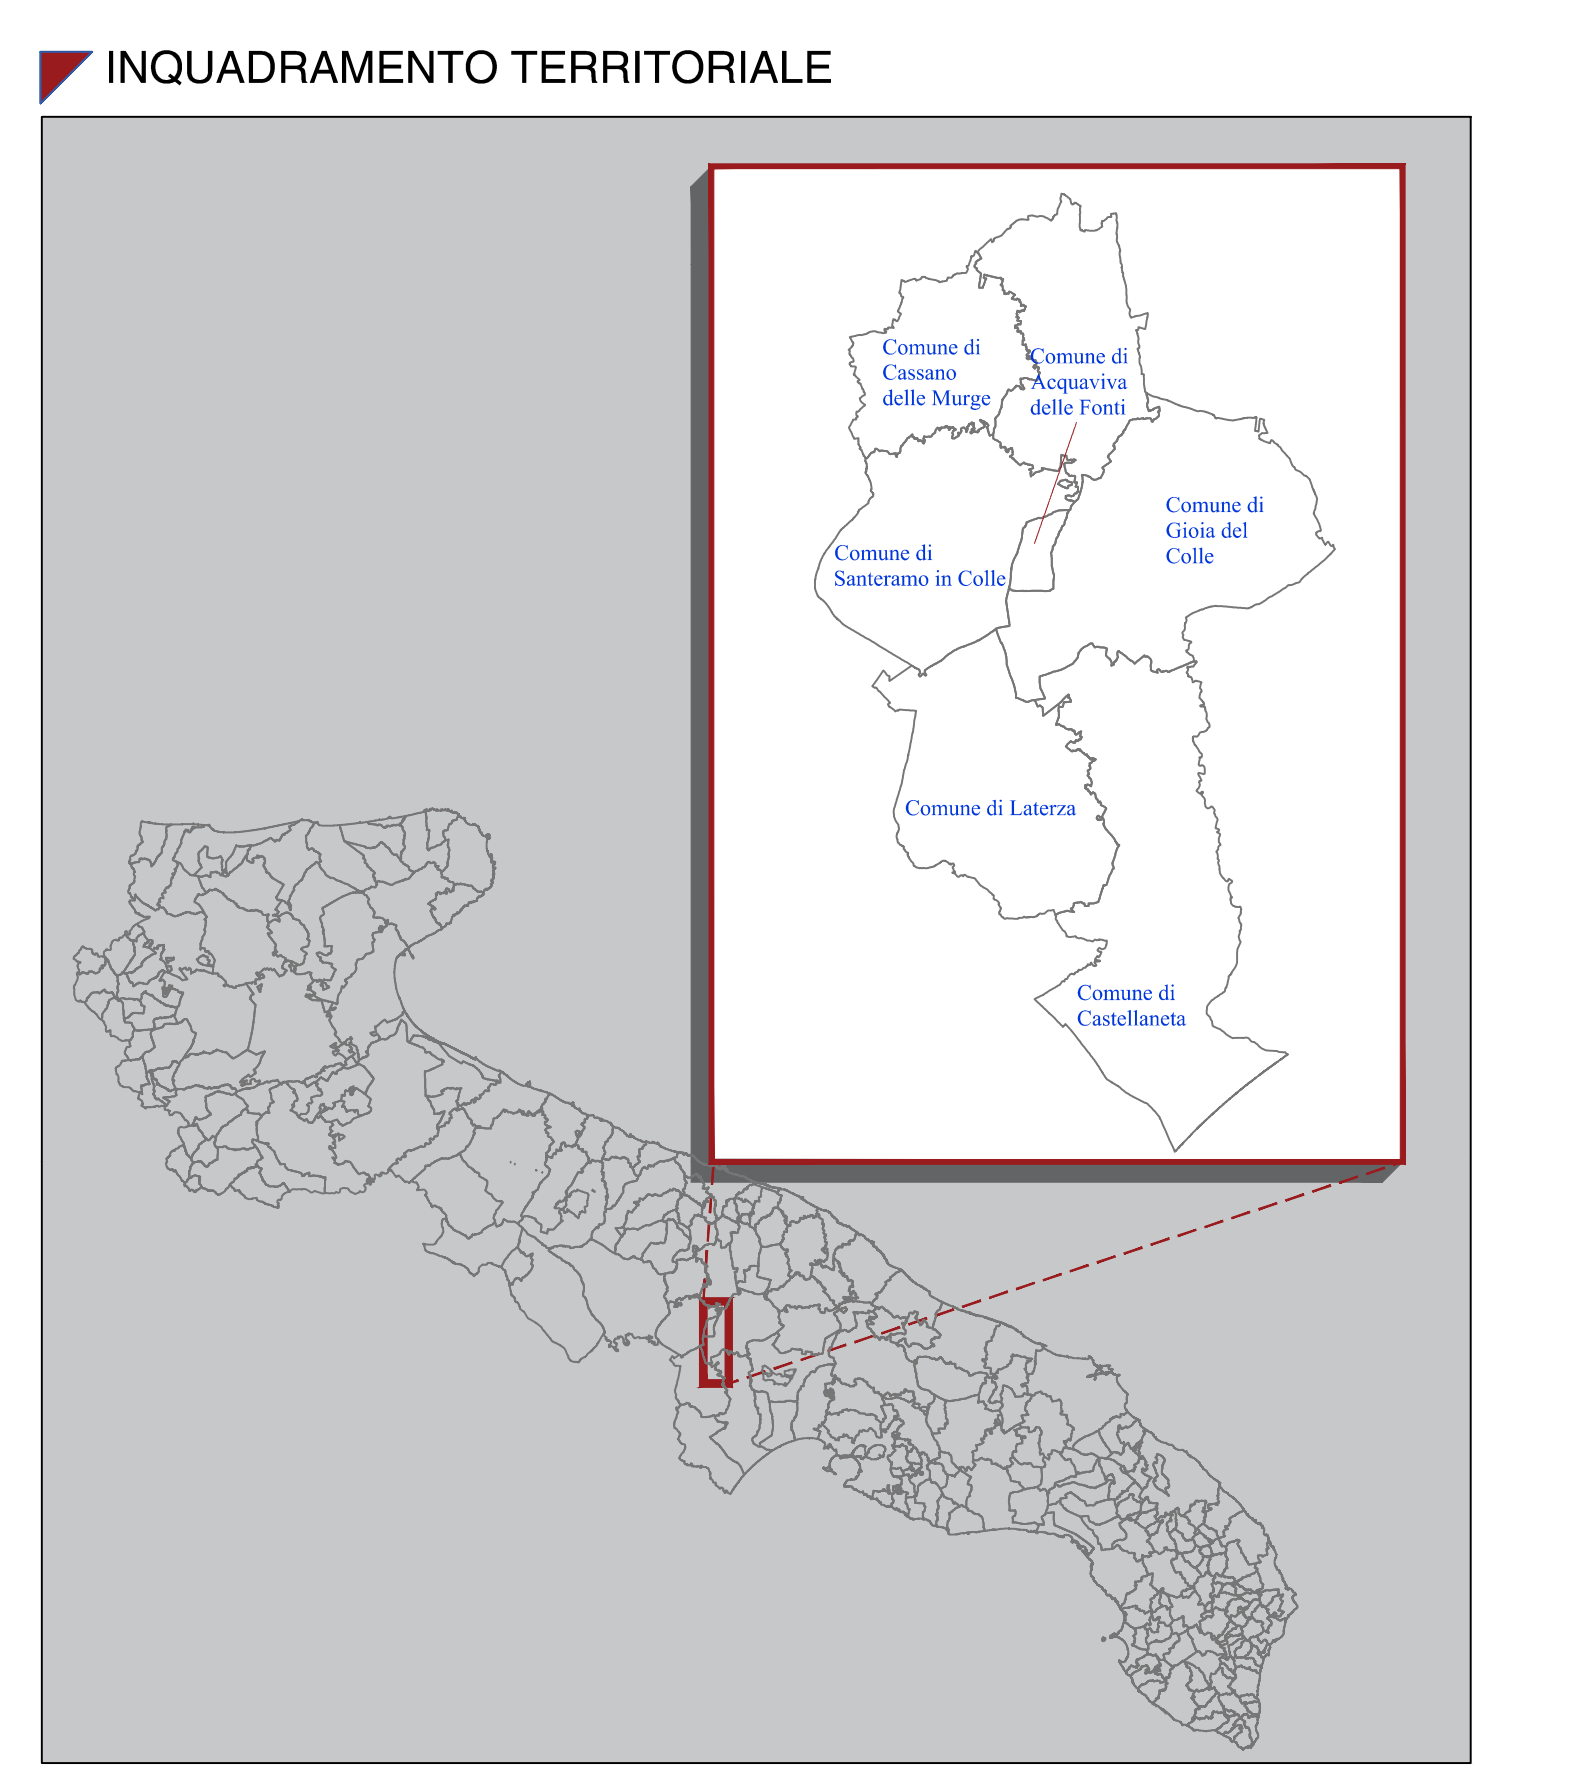 INQUADRAMENTO TERRITORIALE
Comune di
Cassano
delle Murge
Comune di
Acquaviva
delle Fonti
Comune di
Gioia del
Colle
Comune di
Santeramo in Colle
Comune di Laterza
Comune di
Castellaneta